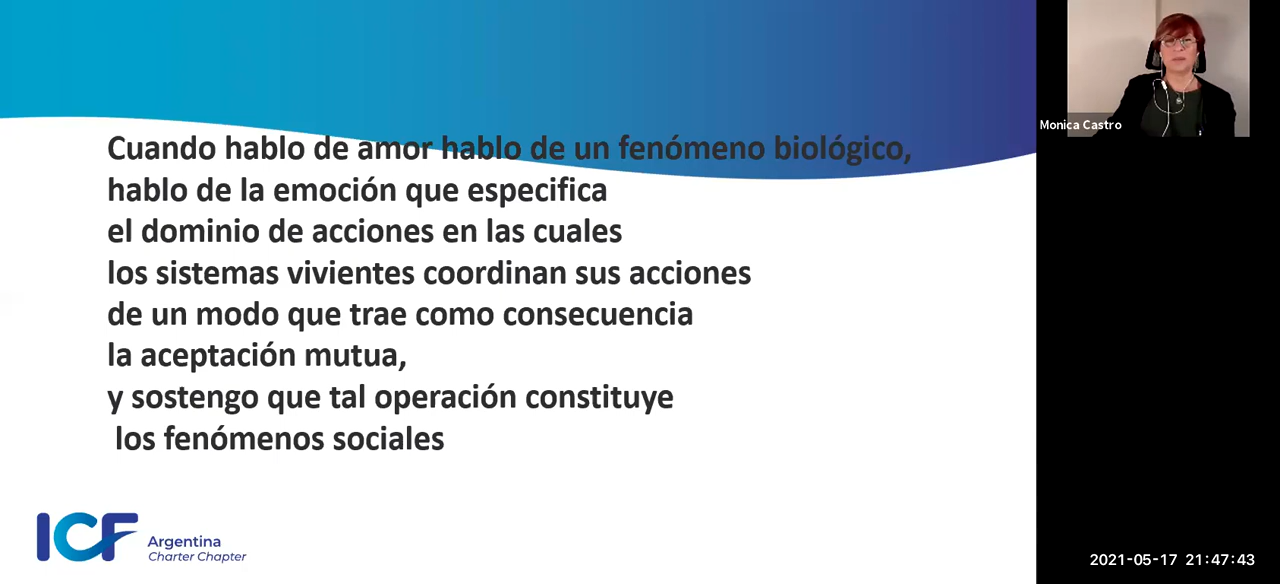 Cuando hablo de amor hablo de un fenómeno biológico,
hablo de la emoción que especifica
el dominio de acciones en las cuales
los sistemas vivientes coordinan sus acciones
de un modo que trae como consecuencia
la aceptación mutua,
y sostengo que tal operación constituye
los fenómenos sociales
ICF Argentina
Charter Chapter
Monica Castro
2021-05-17 21:47:43